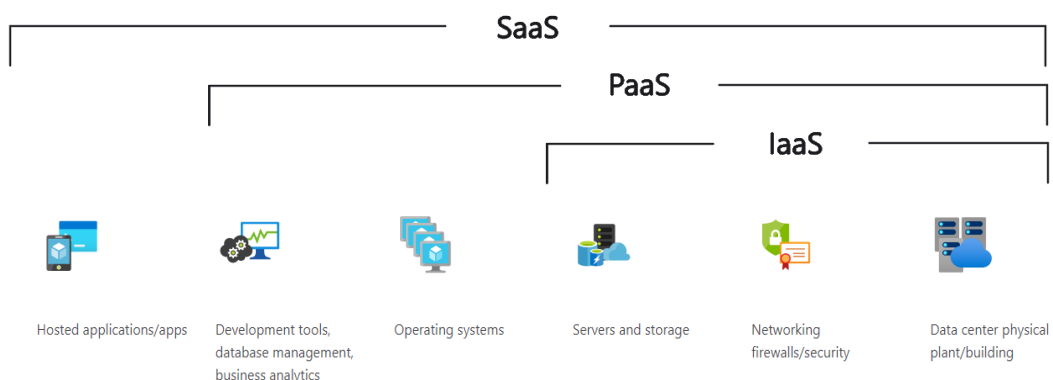 SaaS
PaaS
IaaS
Hosted applications/apps
Development tools,
database management,
business analytics
Operating systems
Servers and storage
Networking
firewalls/security
Data center physical
plant/building